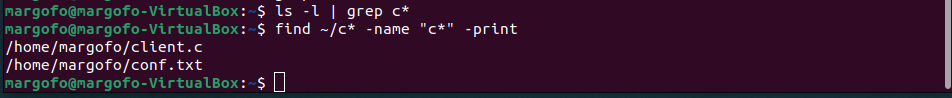 margofo@margofo-VirtualBox:~$ ls -l | grep c*
margofo@margofo-VirtualBox:~$ find ~/c* -name "c*" -print
/home/margofo/client.c
/home/margofo/conf.txt
margofo@margofo-VirtualBox:~$